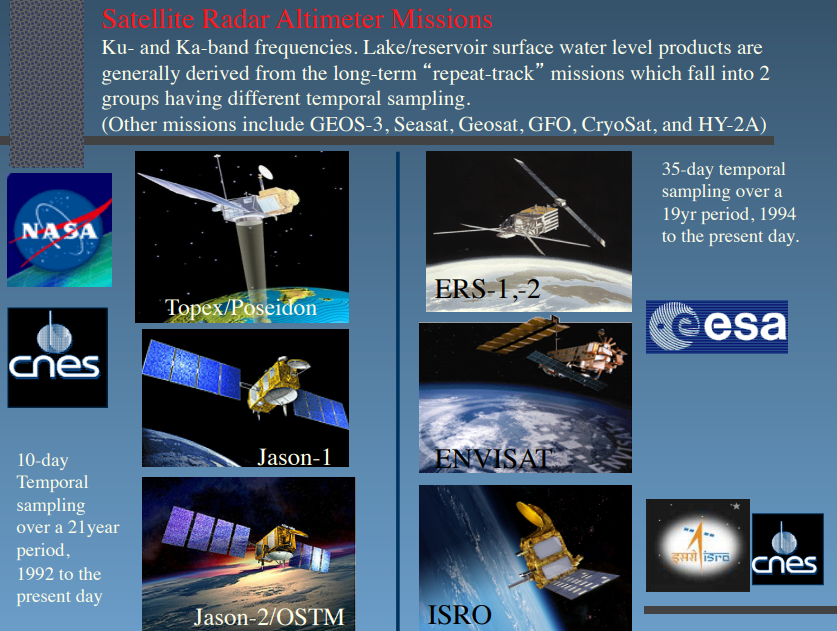 Satellite Radar Altimeter Missions
Ku- and Ka-band frequencies. Lake/reservoir surface water level products are
generally derived from the long-term “repeat-track” missions which fall into 2
groups having different temporal sampling.
(Other missions include GEOS-3, Seasat, Geosat, GFO, CryoSat, and HY-2A)
NASA
cnes
10-day
Temporal
sampling
over a 21year
period,
1992 to the
present day
Topex/Poseidon
Jason-1
Jason-2/OSTM
ERS-1,-2
ENVISAT
ISRO
35-day temporal
sampling over a
19yr period, 1994
to the present day.
esa
इसरो isro
cnes